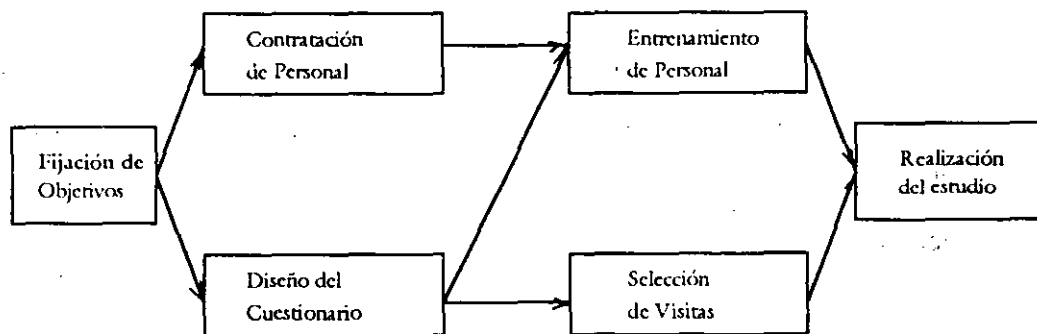 Contratación
de Personal
Entrenamiento
de Personal
Fijación de
Objetivos
Realización
del estudio
Diseño del
Cuestionario
Selección
de Visitas